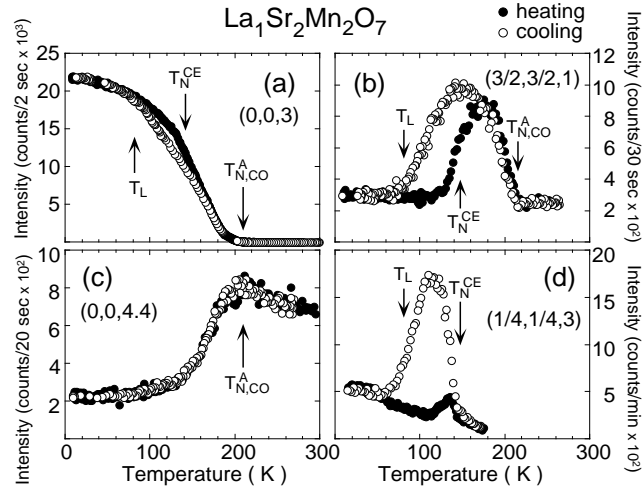 La1Sr2Mn2O7
● heating
○ cooling
Intensity (counts/2 sec x 10³)
25
20
15
10
5
0
(a)
(0,0,3)
T_N^CE
T_L
T_N,CO^A
(b)
(3/2,3/2,1)
T_L
T_N,CO^A
T_N^CE
12
10
8
6
4
2
0
Intensity (counts/30 sec x 10²)
Intensity (counts/20 sec x 10²)
10
8
6
4
2
(c)
(0,0,4.4)
T_N,CO^A
0 100 200 300
Temperature ( K )
(d)
(1/4,1/4,3)
T_L
T_N^CE
20
15
10
5
0
Intensity (counts/min x 10²)
0 100 200 300
Temperature ( K )